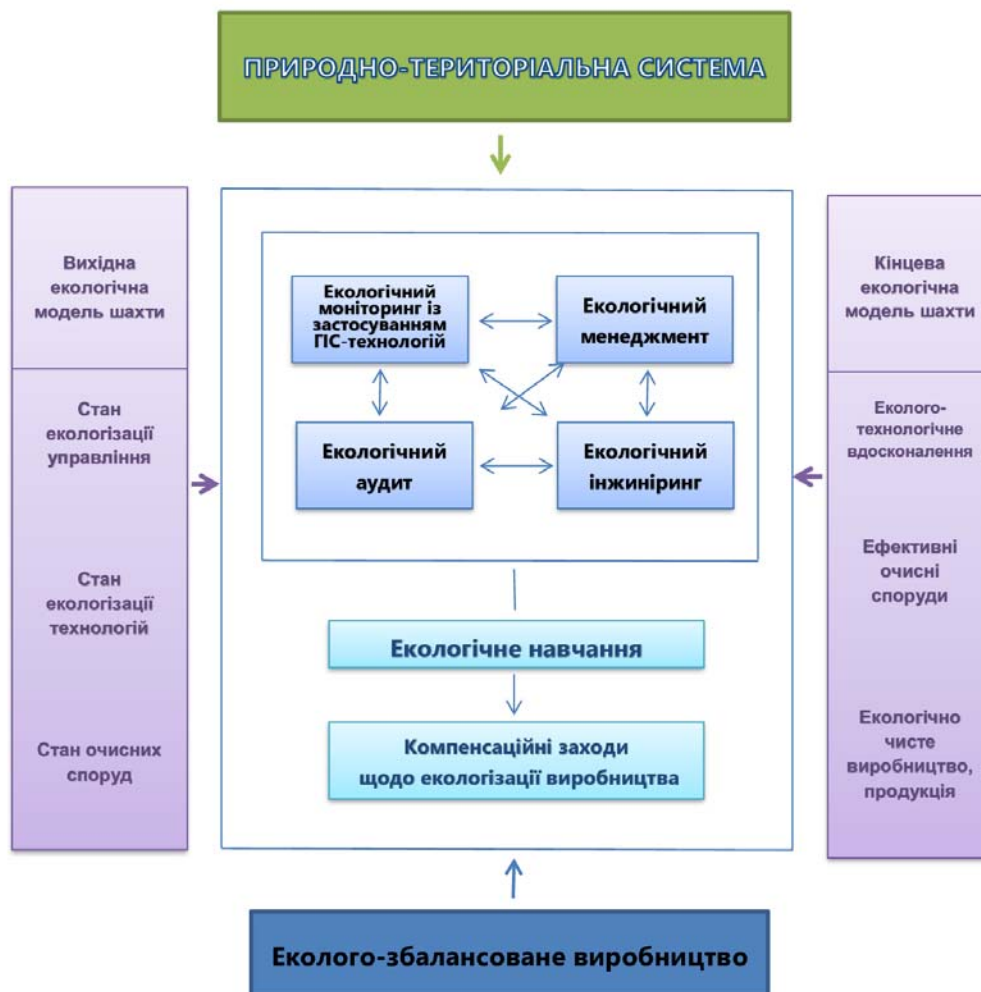 ПРИРОДНО-ТЕРИТОРІАЛЬНА СИСТЕМА
Вихідна
екологічна
модель шахти
Стан
екологізації
управління
Стан
екологізації
технологій
Стан очисних
споруд
Екологічний
моніторинг із
застосуванням
ГІС-технологій
Екологічний
менеджмент
Екологічний
аудит
Екологічний
інжиніринг
Екологічне навчання
Компенсаційні заходи
щодо екологізації виробництва
Кінцева
екологічна
модель шахти
Еколого-
технологічне
вдосконалення
Ефективні
очисні
споруди
Екологічно
чисте
виробництво,
продукція
Еколого-збалансоване виробництво